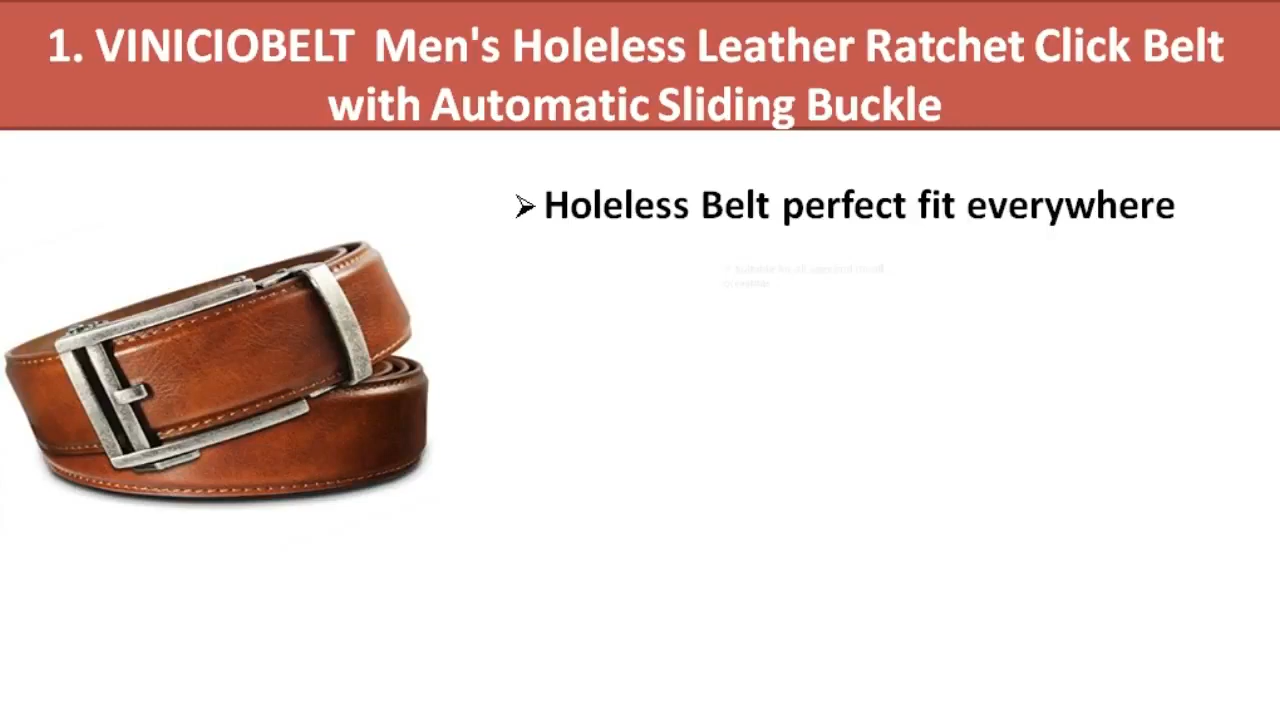 1. VINICIOBELT Men's Holeless Leather Ratchet Click Belt
with Automatic Sliding Buckle
➢ Holeless Belt perfect fit everywhere